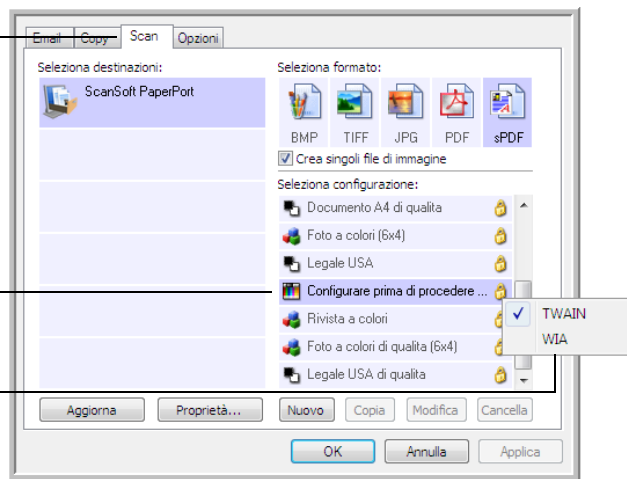 Email Copy Scan Opzioni
Seleziona destinazioni:
ScanSoft PaperPort
Seleziona formato:
BMP TIFF JPG PDF sPDF
Crea singoli file di immagine
Seleziona configurazione:
Documento A4 di qualita
Foto a colori (6x4)
Legale USA
Configurare prima di procedere ...
Rivista a colori
Foto a colori di qualita (6x4)
Legale USA di qualita
TWAIN
WIA
Aggiorna Proprietà... Nuovo Copia Modifica Cancella
OK Annulla Applica